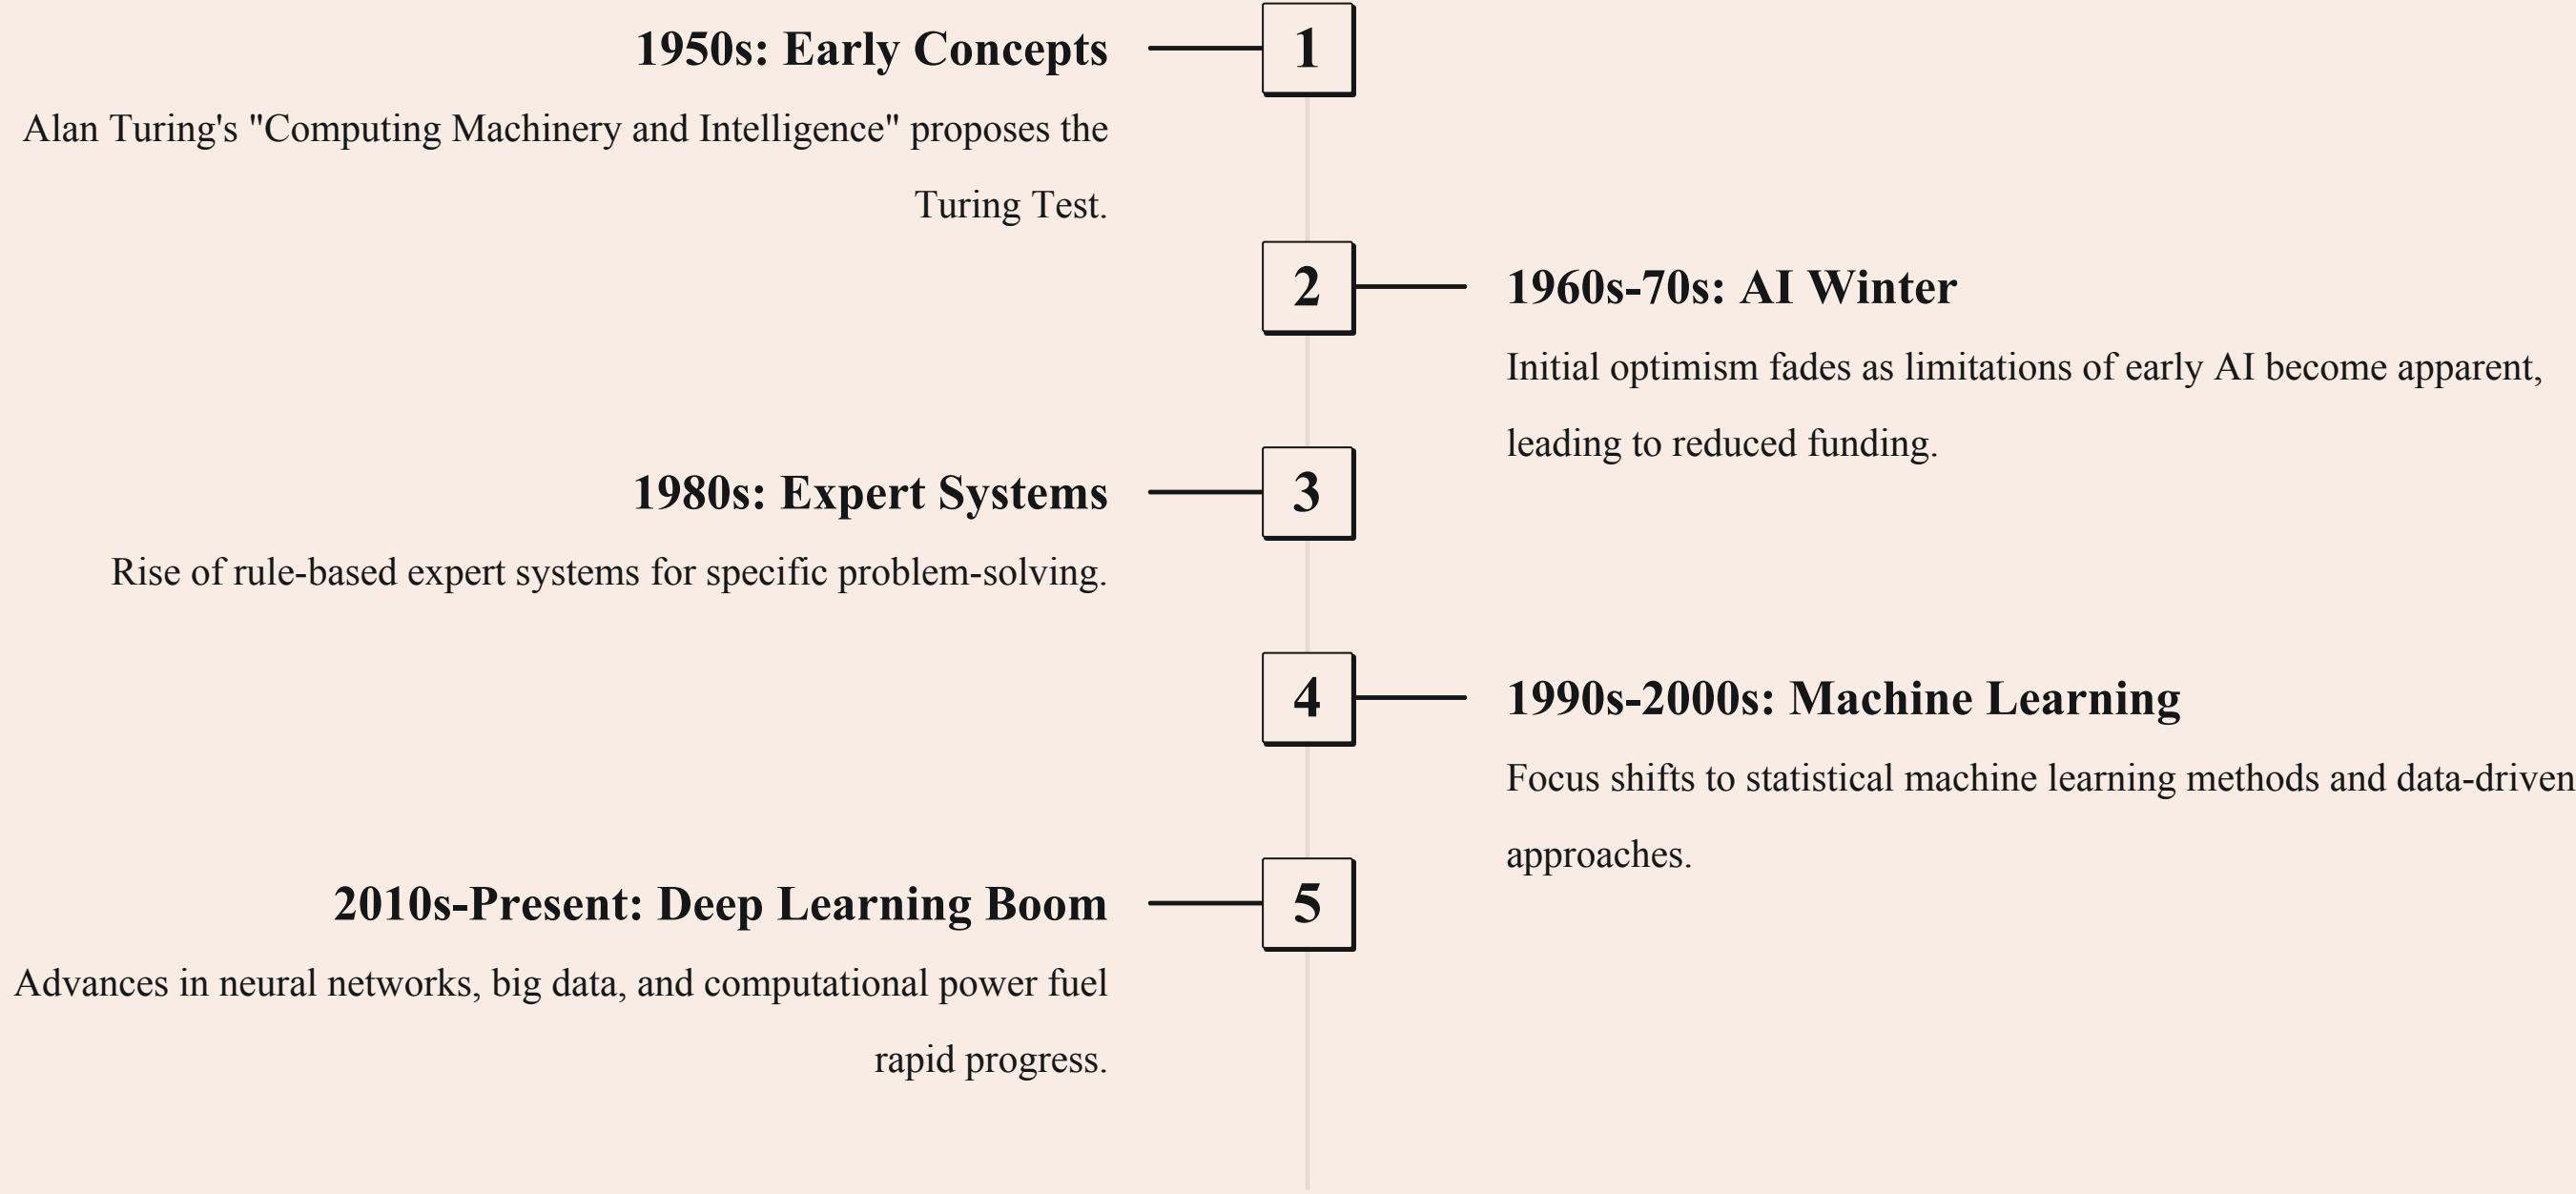 1950s: Early Concepts
1
Alan Turing's "Computing Machinery and Intelligence" proposes the
Turing Test.
2
1960s-70s: AI Winter
Initial optimism fades as limitations of early AI become apparent,
leading to reduced funding.
1980s: Expert Systems
3
Rise of rule-based expert systems for specific problem-solving.
4
1990s-2000s: Machine Learning
Focus shifts to statistical machine learning methods and data-driven
approaches.
2010s-Present: Deep Learning Boom
5
Advances in neural networks, big data, and computational power fuel
rapid progress.